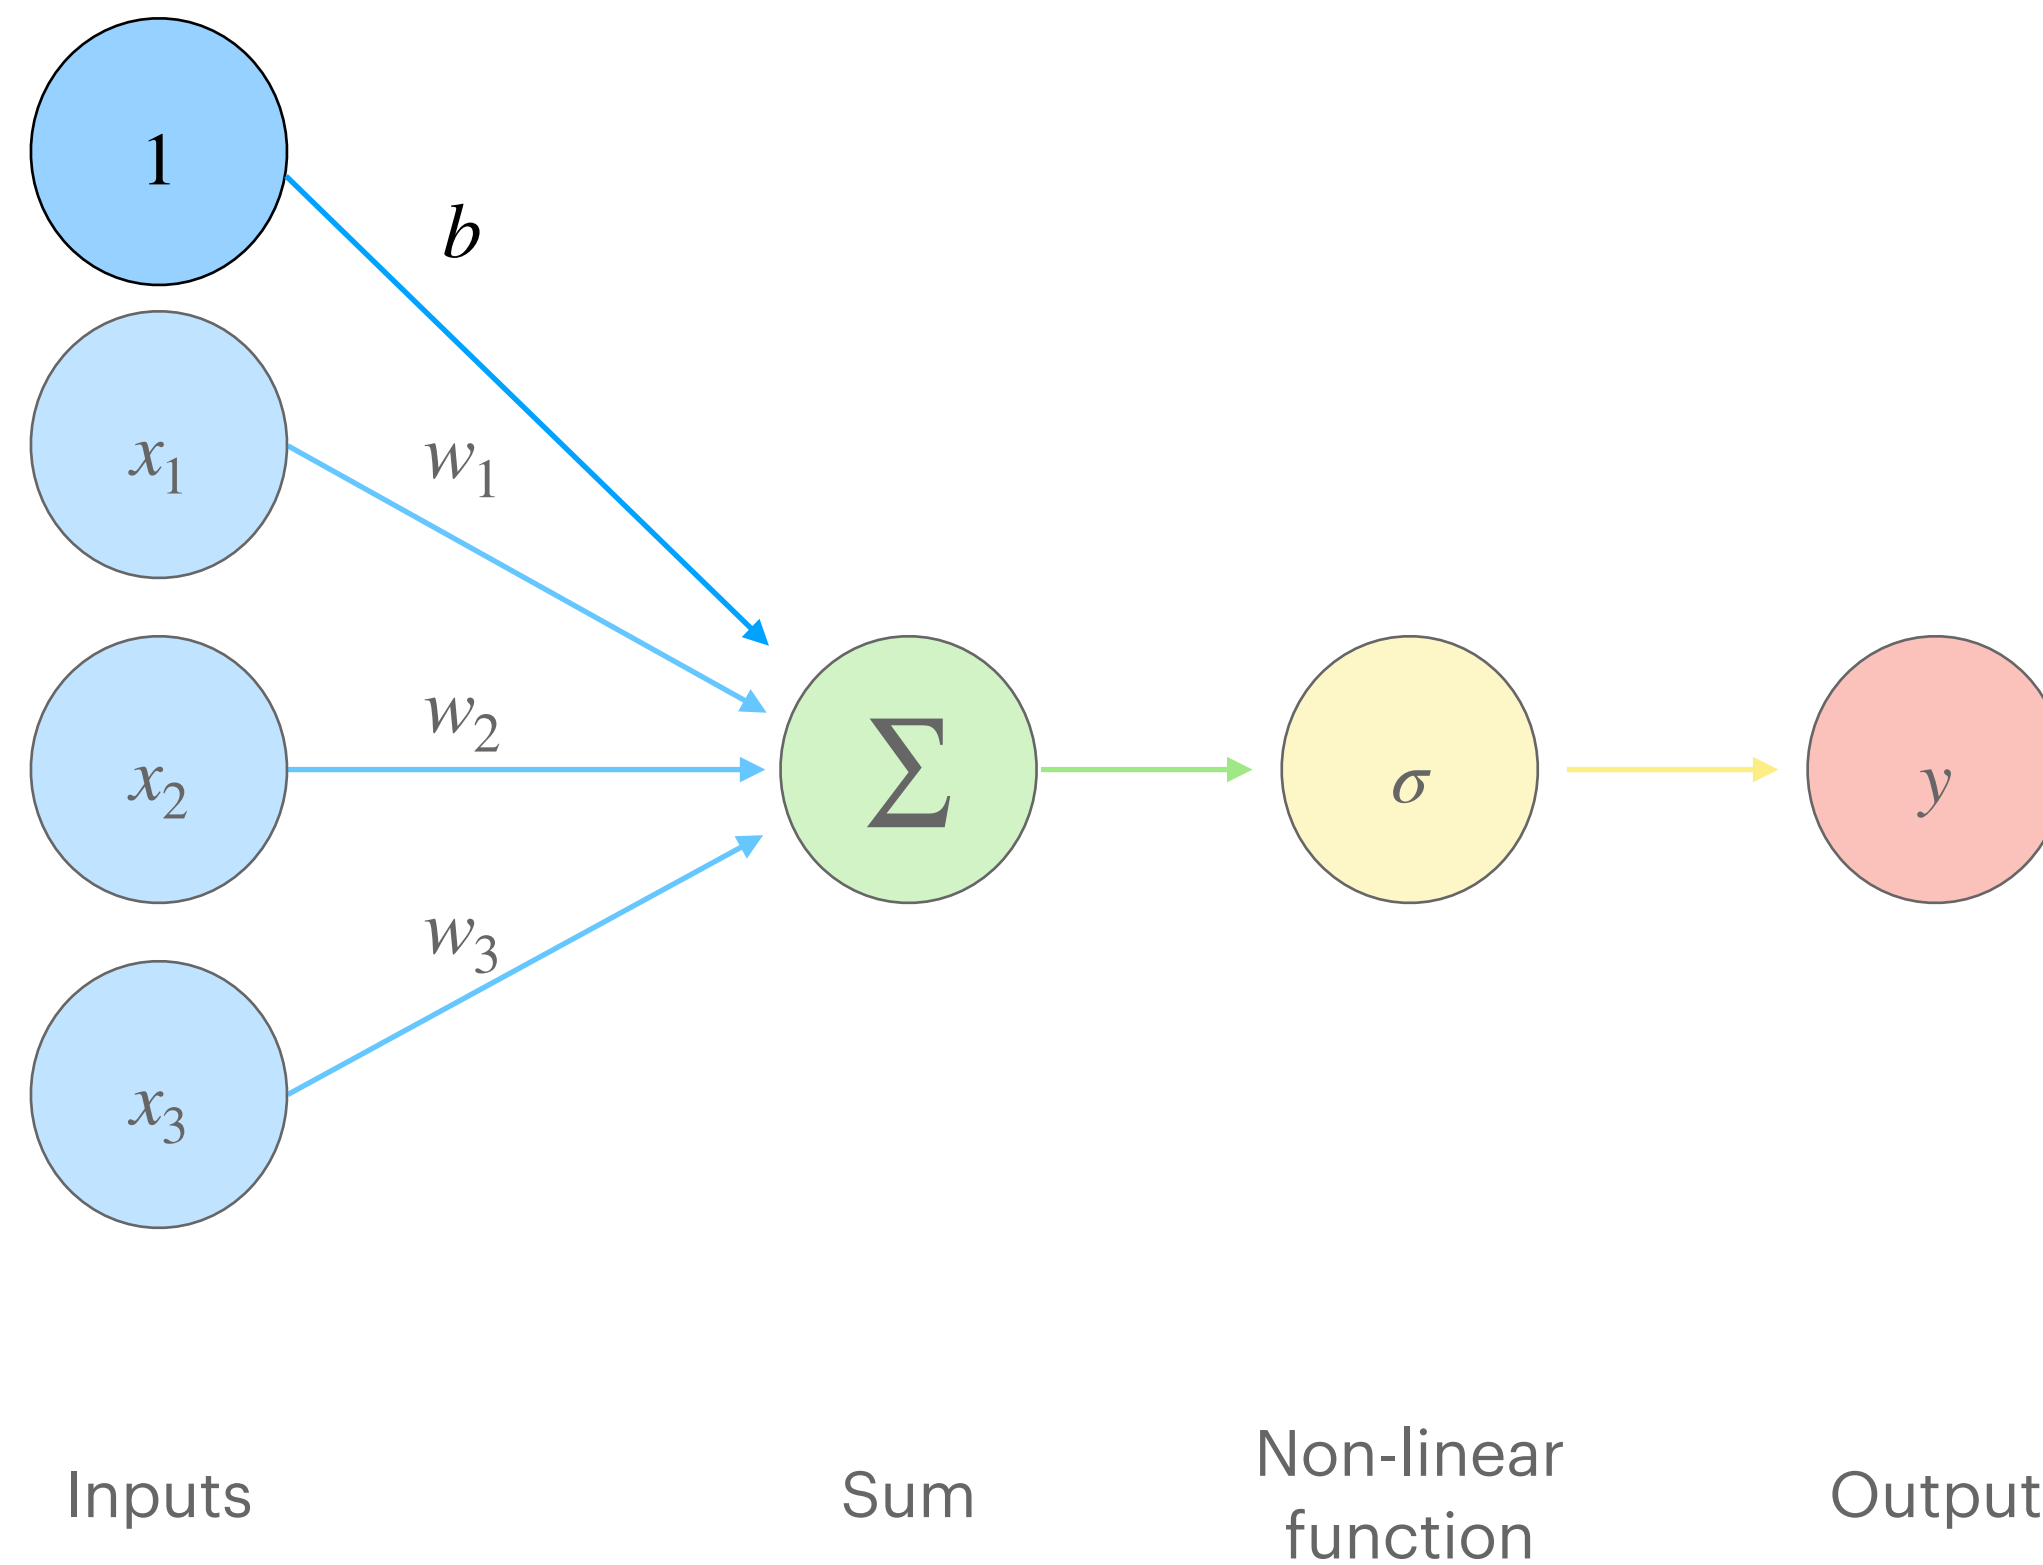 1
b
x₁
w₁
x₂
w₂
Σ
σ
y
w₃
x₃
Inputs
Sum
Non-linear
function
Output